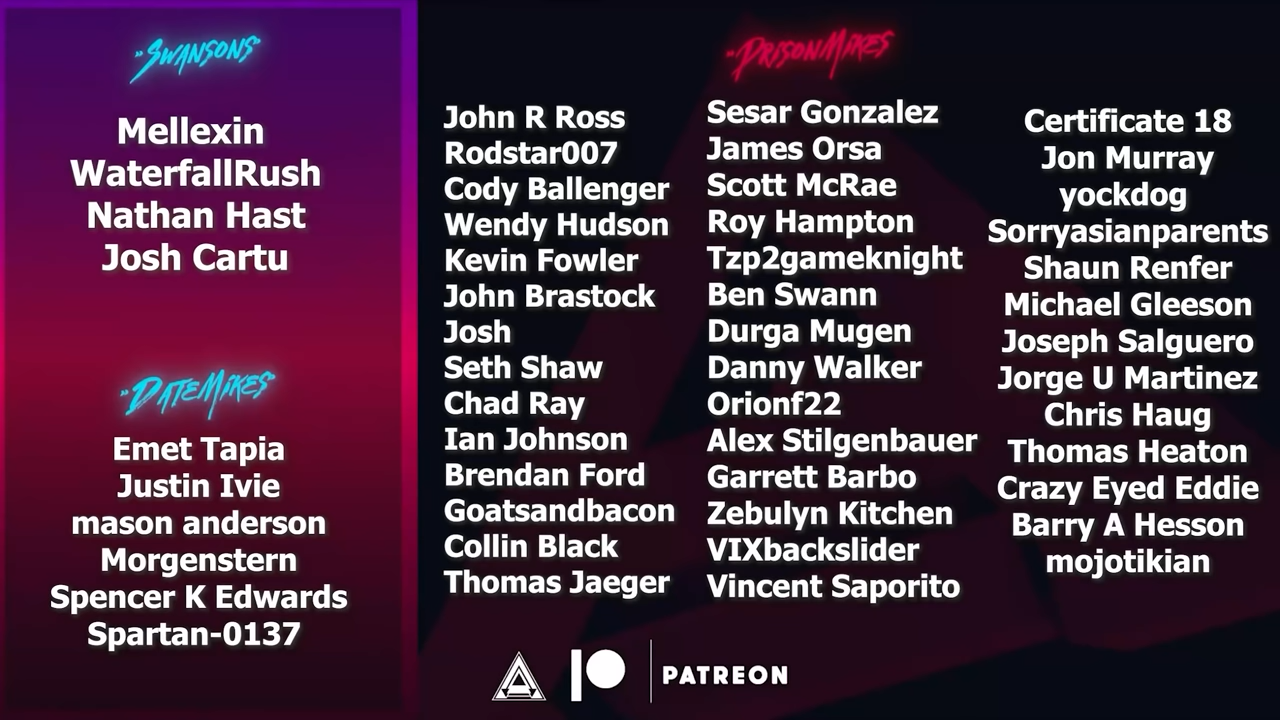 "Swansons"
Mellexin
WaterfallRush
Nathan Hast
Josh Cartu
"DateMikes"
Emet Tapia
Justin Ivie
mason anderson
Morgenstern
Spencer K Edwards
Spartan-0137
"PrisonMikes"
John R Ross
Rodstar007
Cody Ballenger
Wendy Hudson
Kevin Fowler
John Brastock
Josh
Seth Shaw
Chad Ray
Ian Johnson
Brendan Ford
Goatsandbacon
Collin Black
Thomas Jaeger
Sesar Gonzalez
James Orsa
Scott McRae
Roy Hampton
Tzp2gameknight
Ben Swann
Durga Mugen
Danny Walker
Orionf22
Alex Stilgenbauer
Garrett Barbo
Zebulyn Kitchen
VIXbackslider
Vincent Saporito
Certificate 18
Jon Murray
yockdog
Sorryasianparents
Shaun Renfer
Michael Gleeson
Joseph Salguero
Jorge U Martinez
Chris Haug
Thomas Heaton
Crazy Eyed Eddie
Barry A Hesson
mojotikian
PATREON